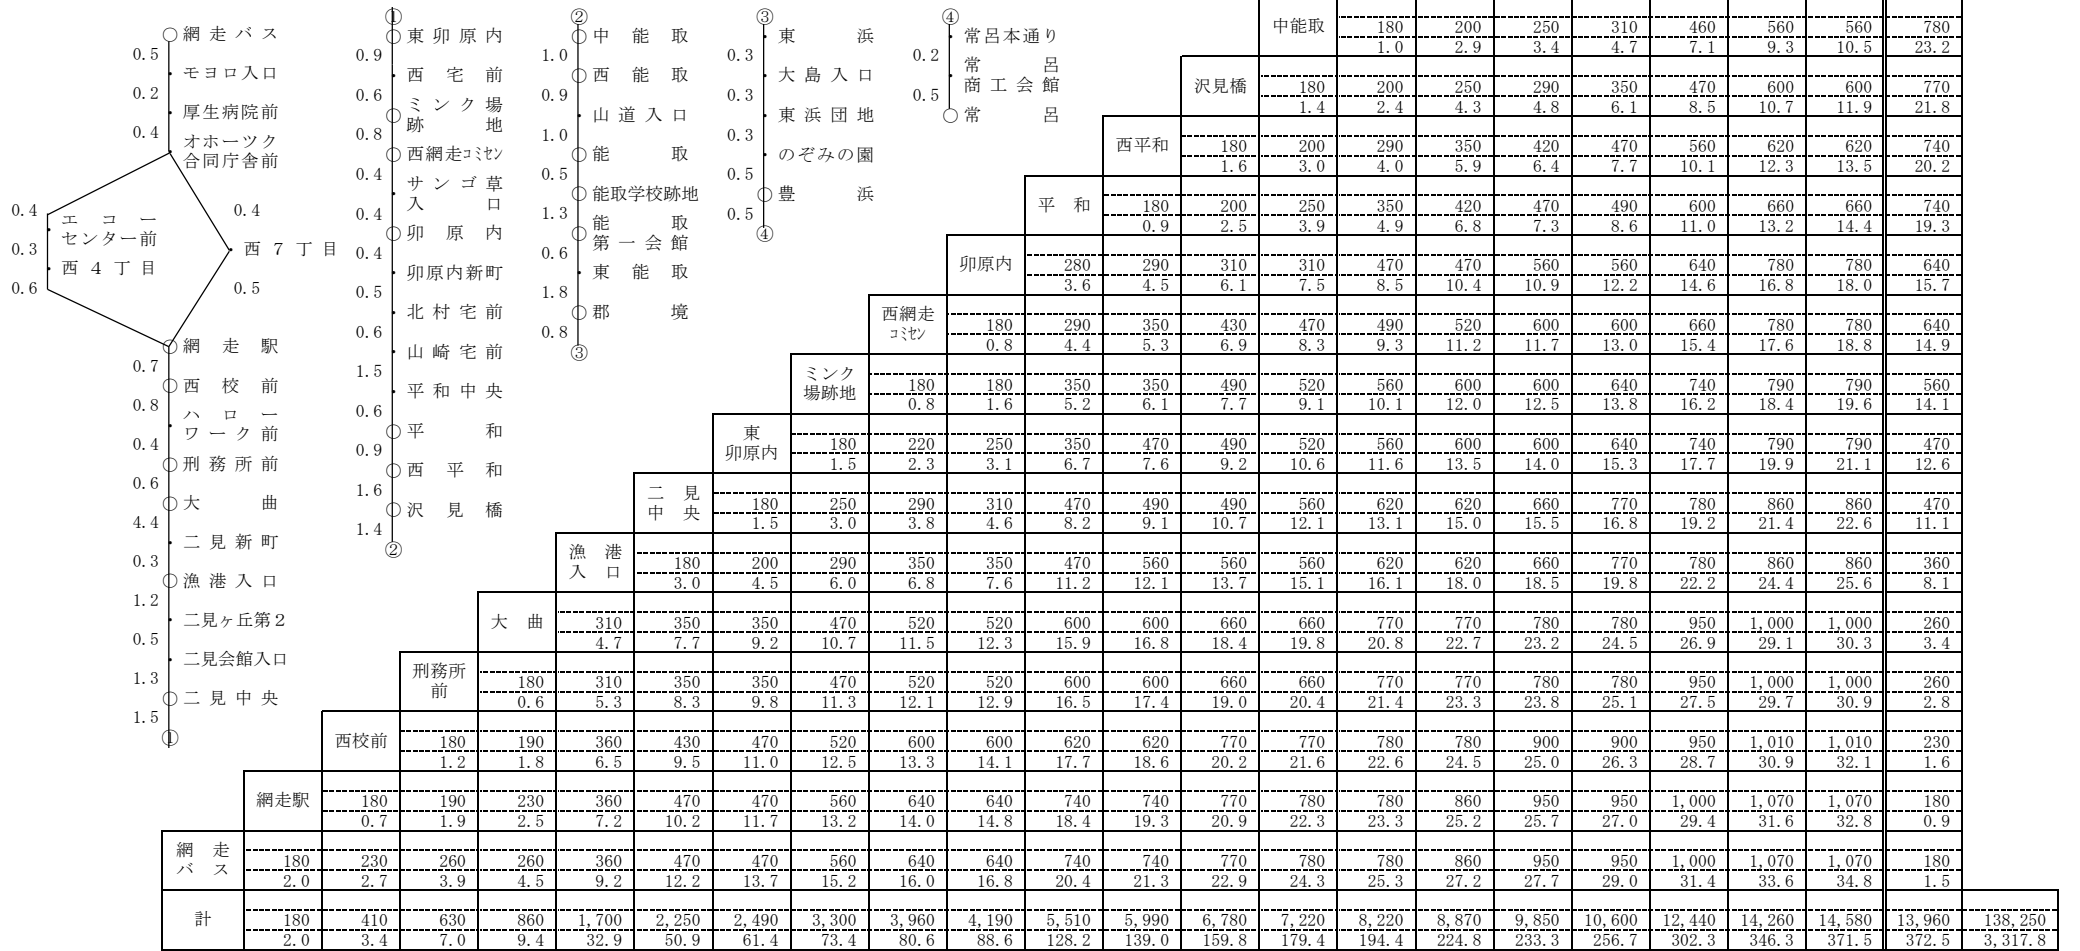 網走バス
0.5
モヨロ入口
0.2
厚生病院前
0.4
オホーツク
合同庁舎前
0.4
エコー
センター前
0.3
西4丁目
0.6
0.4
西7丁目
0.5
網走駅
0.7
西校前
0.8
ハロー
ワーク前
0.4
刑務所前
0.6
大曲
4.4
二見新町
0.3
漁港入口
1.2
二見ヶ丘第2
0.5
二見会館入口
1.3
二見中央
1.5
①
①
東卯原内
0.9
西宅前
0.6
ミンク場
跡地
0.8
西網走コミセン
0.4
サンゴ草
入口
0.4
卯原内
0.4
卯原内新町
0.5
北村宅前
0.6
山崎宅前
1.5
平和中央
0.6
平和
0.9
西平和
1.6
沢見橋
1.4
②
②
中能取
1.0
西能取
0.9
山道入口
1.0
能取
0.5
能取学校跡地
1.3
能取
第一会館
0.6
東能取
1.8
郡境
0.8
③
③
東浜
0.3
大島入口
0.3
東浜団地
0.3
のぞみの園
0.5
豊浜
0.5
④
④
常呂本通り
0.2
常呂
商工会館
0.5
常呂
中能取
180 200 250 310 460 560 560 780
1.0 2.9 3.4 4.7 7.1 9.3 10.5 23.2
沢見橋
180 200 250 290 350 470 600 600 770
1.4 2.4 4.3 4.8 6.1 8.5 10.7 11.9 21.8
西平和
180 200 290 350 420 470 560 620 620 740
1.6 3.0 4.0 5.9 6.4 7.7 10.1 12.3 13.5 20.2
平和
180 200 250 350 420 470 490 600 660 660 740
0.9 2.5 3.9 4.9 6.8 7.3 8.6 11.0 13.2 14.4 19.3
卯原内
280 290 310 310 470 470 560 560 640 780 780 640
3.6 4.5 6.1 7.5 8.5 10.4 10.9 12.2 14.6 16.8 18.0 15.7
西網走
コミセン
180 290 350 430 470 490 520 600 600 660 780 780 640
0.8 4.4 5.3 6.9 8.3 9.3 11.2 11.7 13.0 15.4 17.6 18.8 14.9
ミンク
場跡地
180 180 350 350 490 520 560 600 600 640 740 790 790 560
0.8 1.6 5.2 6.1 7.7 9.1 10.1 12.0 12.5 13.8 16.2 18.4 19.6 14.1
東
卯原内
180 220 250 350 470 490 520 560 600 600 640 740 790 790 470
1.5 2.3 3.1 6.7 7.6 9.2 10.6 11.6 13.5 14.0 15.3 17.7 19.9 21.1 12.6
二見
中央
180 250 290 310 470 490 490 560 620 620 660 770 780 860 860 470
1.5 3.0 3.8 4.6 8.2 9.1 10.7 12.1 13.1 15.0 15.5 16.8 19.2 21.4 22.6 11.1
漁港
入口
180 200 290 350 350 470 560 560 560 620 620 660 770 780 860 860 360
3.0 4.5 6.0 6.8 7.6 11.2 12.1 13.7 15.1 16.1 18.0 18.5 19.8 22.2 24.4 25.6 8.1
大曲
310 350 350 470 520 520 600 600 660 660 770 770 780 780 950 1,000 1,000 260
4.7 7.7 9.2 10.7 11.5 12.3 15.9 16.8 18.4 19.8 20.8 22.7 23.2 24.5 26.9 29.1 30.3 3.4
刑務所
前
180 310 350 350 470 520 520 600 600 660 660 770 770 780 780 950 1,000 1,000 260
0.6 5.3 8.3 9.8 11.3 12.1 12.9 16.5 17.4 19.0 20.4 21.4 23.3 23.8 25.1 27.5 29.7 30.9 2.8
西校前
180 190 360 430 470 520 600 600 620 620 770 770 780 780 900 900 950 1,010 1,010 230
1.2 1.8 6.5 9.5 11.0 12.5 13.3 14.1 17.7 18.6 20.2 21.6 22.6 24.5 25.0 26.3 28.7 30.9 32.1 1.6
網走駅
180 190 230 360 470 470 560 640 640 740 740 770 780 780 860 950 950 1,000 1,070 1,070 180
0.7 1.9 2.5 7.2 10.2 11.7 13.2 14.0 14.8 18.4 19.3 20.9 22.3 23.3 25.2 25.7 27.0 29.4 31.6 32.8 0.9
網走
バス
180 230 260 260 360 470 470 560 640 640 740 740 770 780 780 860 950 950 1,000 1,070 1,070 180
2.0 2.7 3.9 4.5 9.2 12.2 13.7 15.2 16.0 16.8 20.4 21.3 22.9 24.3 25.3 27.2 27.7 29.0 31.4 33.6 34.8 1.5
計
180 410 630 860 1,700 2,250 2,490 3,300 3,960 4,190 5,510 5,990 6,780 7,220 8,220 8,870 9,850 10,600 12,440 14,260 14,580 13,960 138,250
2.0 3.4 7.0 9.4 32.9 50.9 61.4 73.4 80.6 88.6 128.2 139.0 159.8 179.4 194.4 224.8 233.3 256.7 302.3 346.3 371.5 372.5 3,317.8